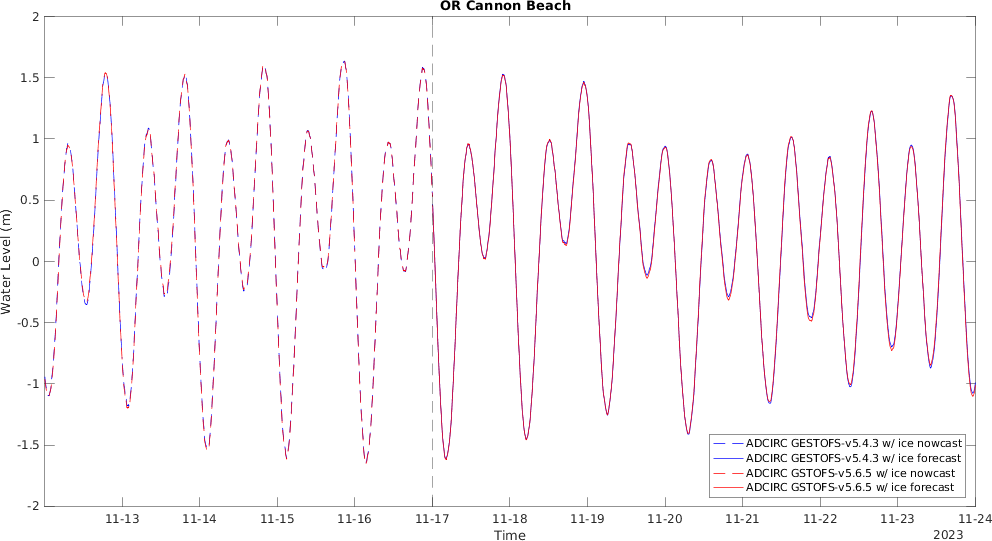 OR Cannon Beach
2
1.5
1
0.5
0
-0.5
-1
-1.5
-2
Water Level (m)
11-13 11-14 11-15 11-16 11-17 11-18 11-19 11-20 11-21 11-22 11-23 11-24
Time
2023
ADCIRC GESTOFS-v5.4.3 w/ ice nowcast
ADCIRC GESTOFS-v5.4.3 w/ ice forecast
ADCIRC GSTOFS-v5.6.5 w/ ice nowcast
ADCIRC GSTOFS-v5.6.5 w/ ice forecast